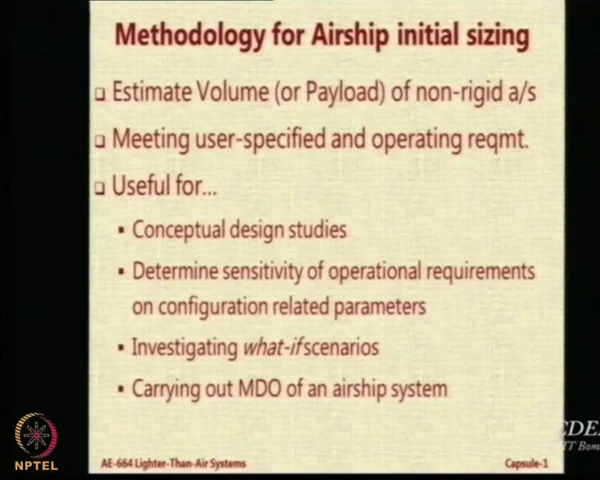 Methodology for Airship initial sizing
❑ Estimate Volume (or Payload) of non-rigid a/s
❑ Meeting user-specified and operating reqmt.
❑ Useful for...
▪ Conceptual design studies
▪ Determine sensitivity of operational requirements
on configuration related parameters
▪ Investigating what-if scenarios
▪ Carrying out MDO of an airship system
NPTEL
AE-664 Lighter-Than-Air Systems
Capsule-1